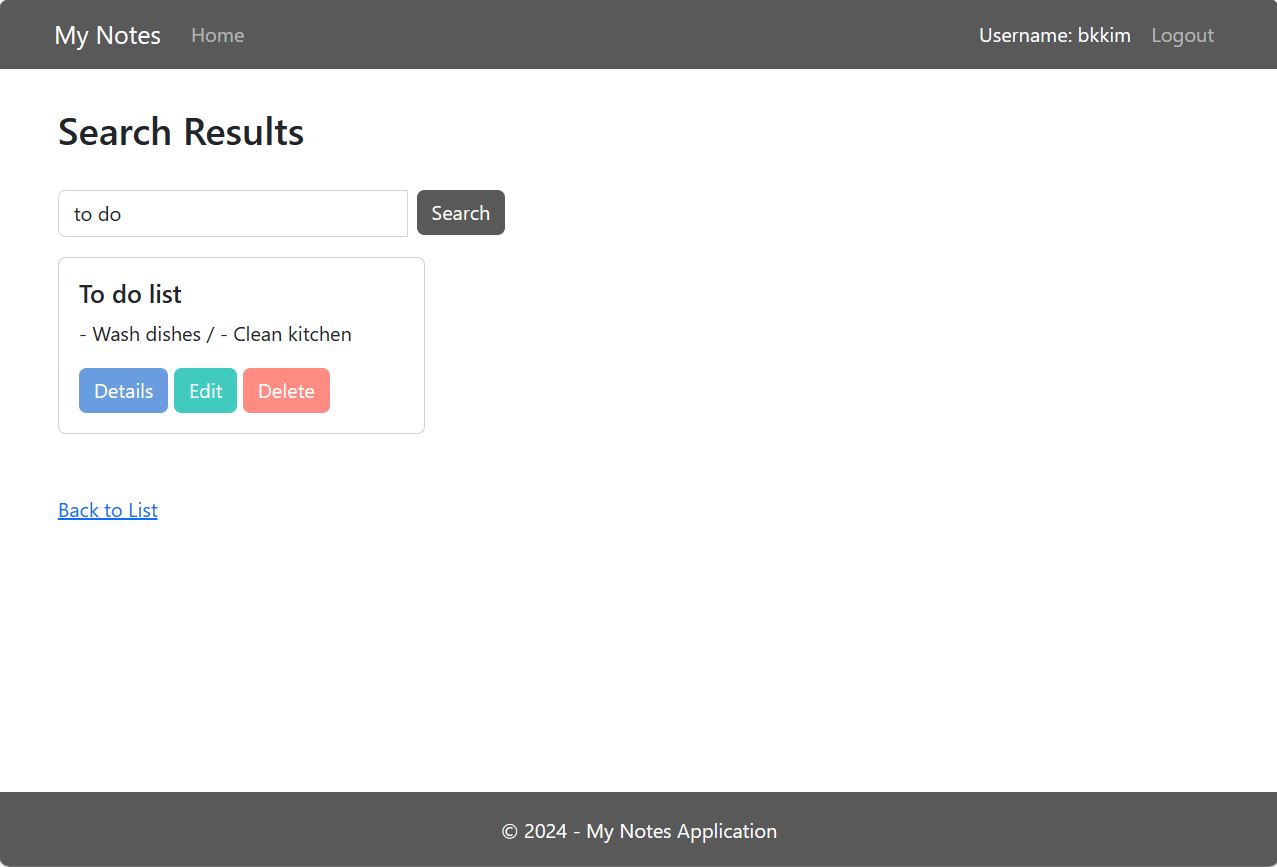 My Notes Home Username: bkkim Logout
Search Results
to do Search
To do list
- Wash dishes / - Clean kitchen
Details Edit Delete
Back to List
© 2024 - My Notes Application